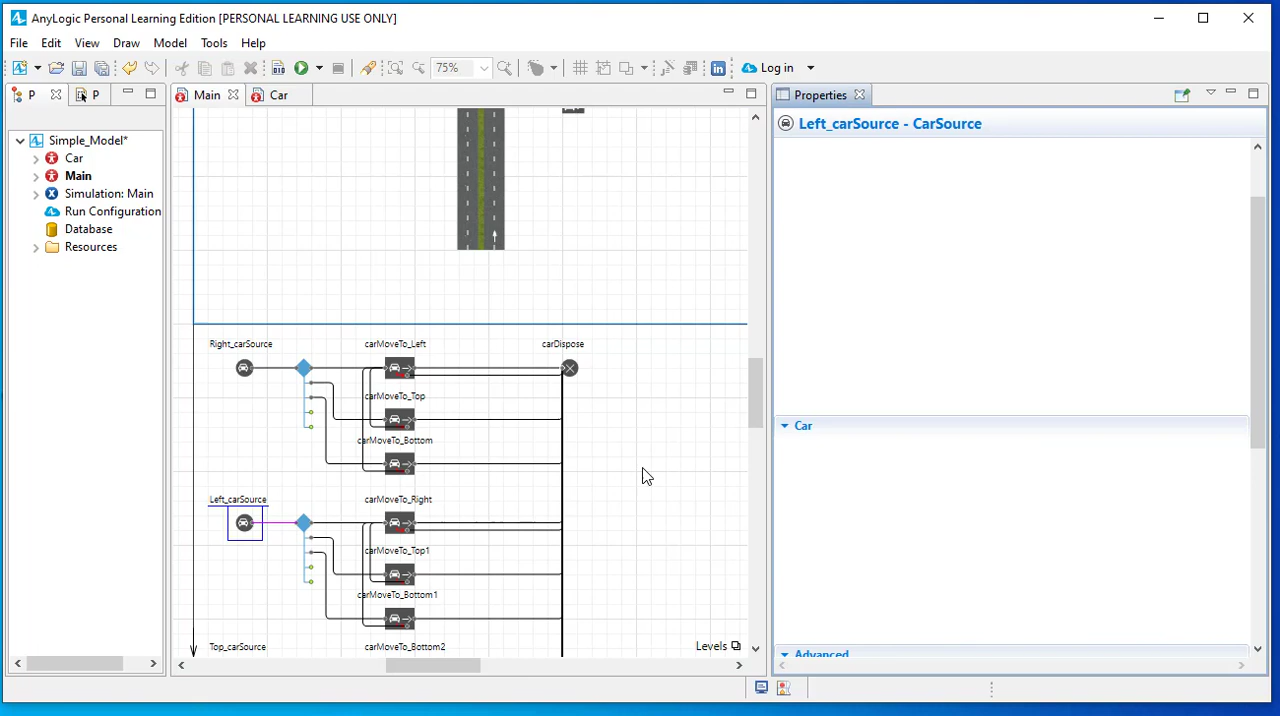 AnyLogic Personal Learning Edition [PERSONAL LEARNING USE ONLY]
File Edit View Draw Model Tools Help
75%
Log in
P
P
Main
Car
Properties
Simple_Model*
Car
Main
Simulation: Main
Run Configuration
Database
Resources
Left_carSource - CarSource
Car
Advanced
Right_carSource
carMoveTo_Left
carDispose
carMoveTo_Top
carMoveTo_Bottom
Left_carSource
carMoveTo_Right
carMoveTo_Top1
carMoveTo_Bottom1
Top_carSource
carMoveTo_Bottom2
Levels